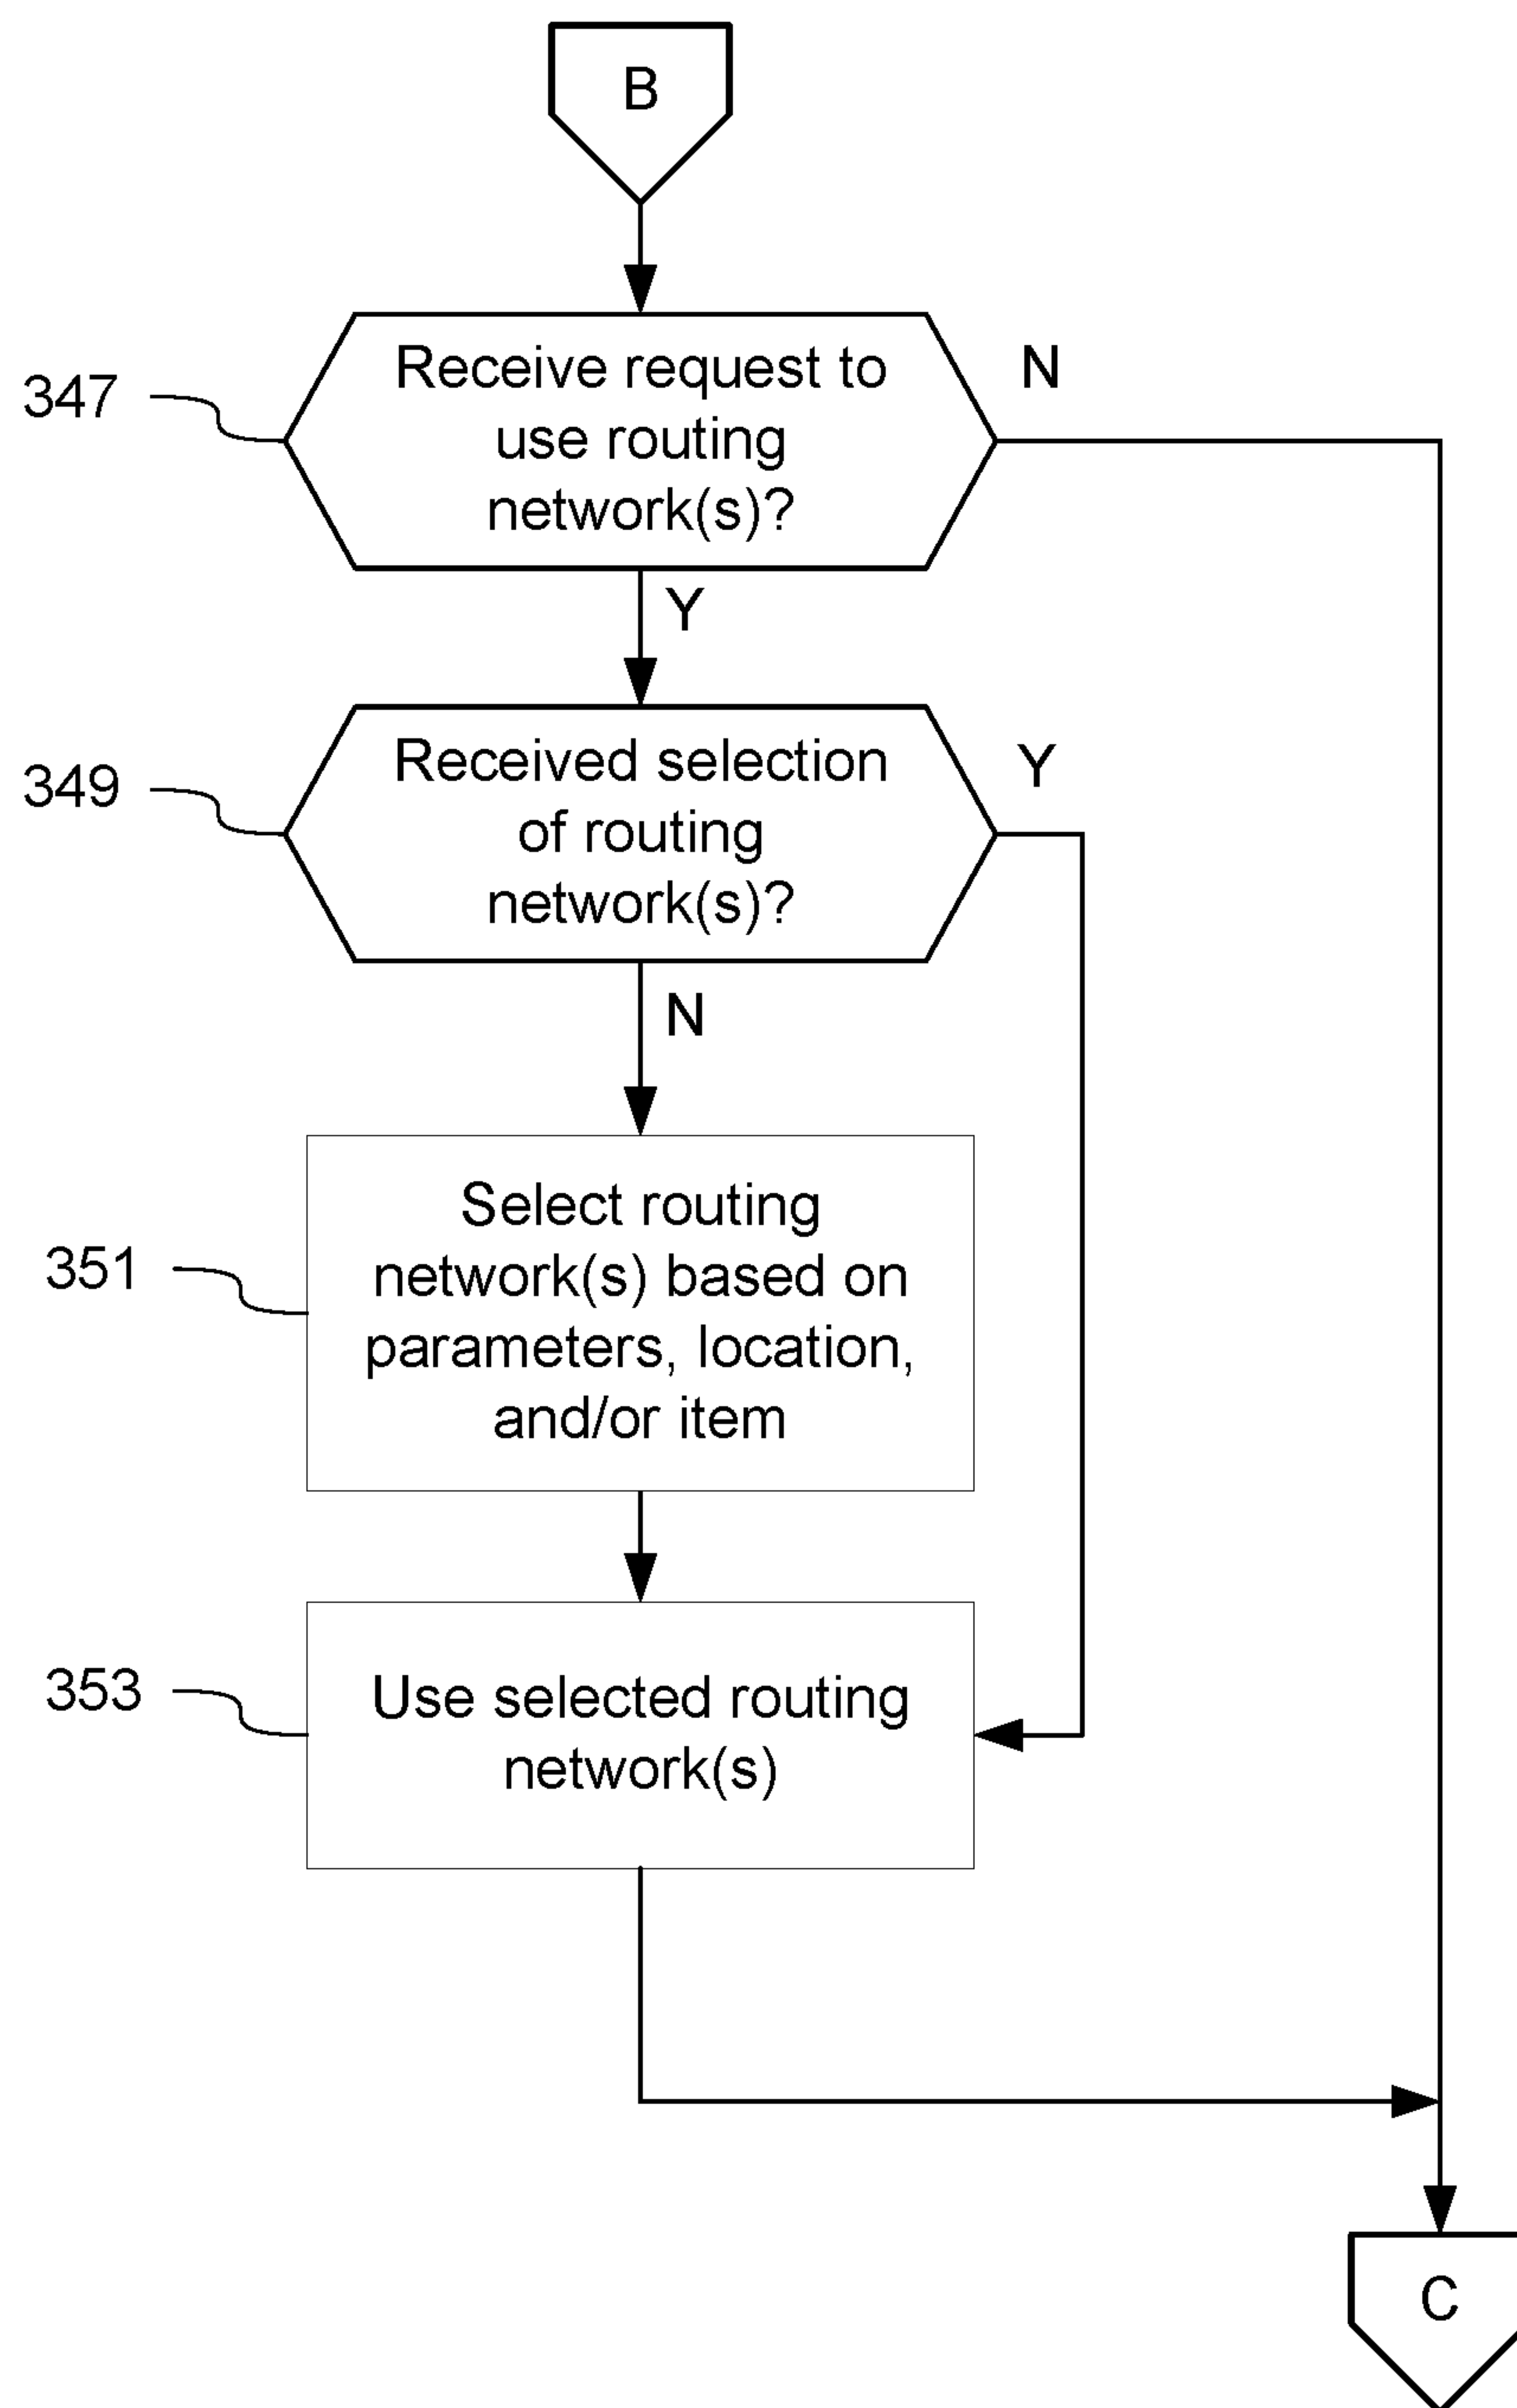 B
347
Receive request to
use routing
network(s)?
N
Y
349
Received selection
of routing
network(s)?
Y
N
351
Select routing
network(s) based on
parameters, location,
and/or item
353
Use selected routing
network(s)
C